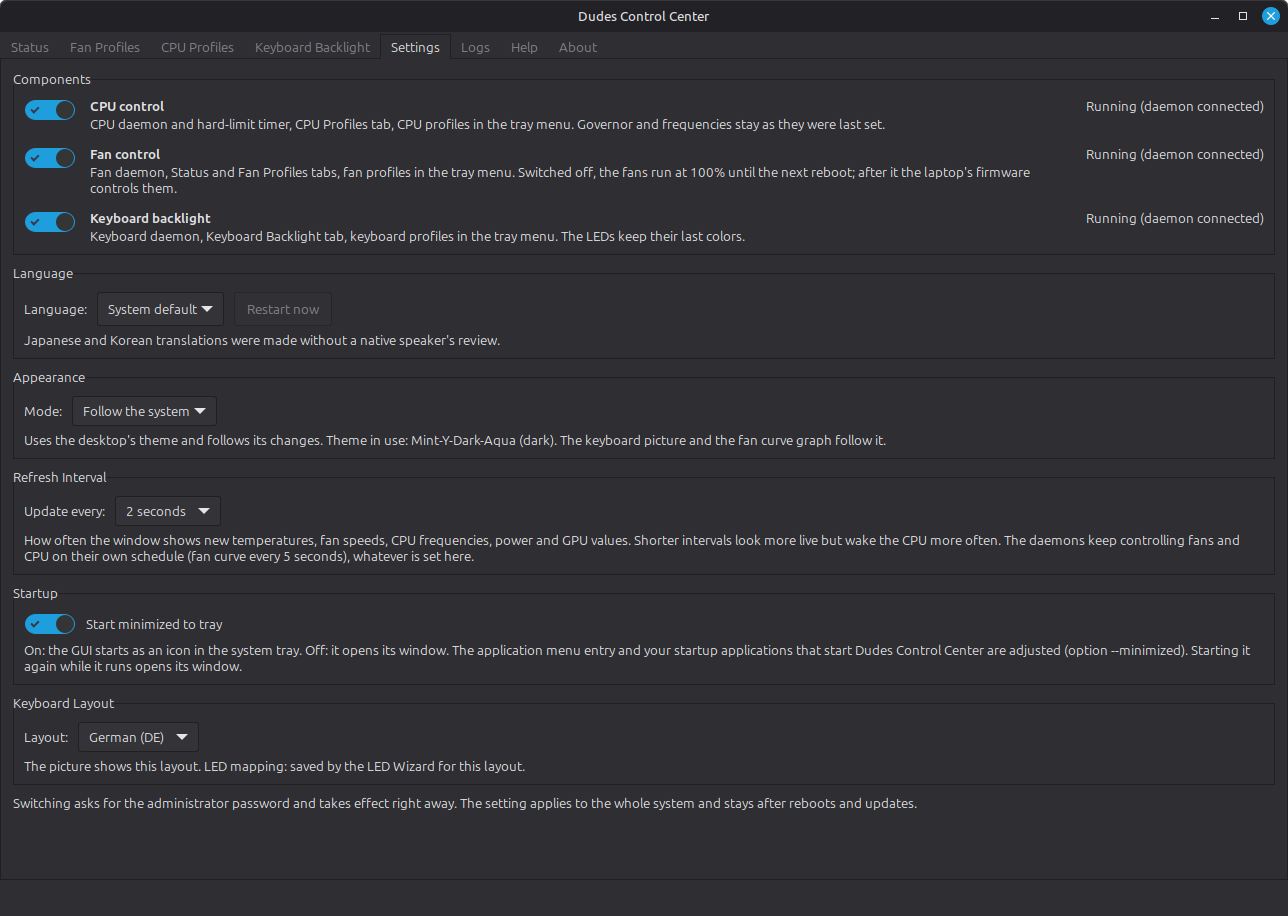 Dudes Control Center
Status Fan Profiles CPU Profiles Keyboard Backlight Settings Logs Help About
Components
CPU control Running (daemon connected)
CPU daemon and hard-limit timer, CPU Profiles tab, CPU profiles in the tray menu. Governor and frequencies stay as they were last set.
Fan control Running (daemon connected)
Fan daemon, Status and Fan Profiles tabs, fan profiles in the tray menu. Switched off, the fans run at 100% until the next reboot; after it the laptop's firmware
controls them.
Keyboard backlight Running (daemon connected)
Keyboard daemon, Keyboard Backlight tab, keyboard profiles in the tray menu. The LEDs keep their last colors.
Language
Language: System default Restart now
Japanese and Korean translations were made without a native speaker's review.
Appearance
Mode: Follow the system
Uses the desktop's theme and follows its changes. Theme in use: Mint-Y-Dark-Aqua (dark). The keyboard picture and the fan curve graph follow it.
Refresh Interval
Update every: 2 seconds
How often the window shows new temperatures, fan speeds, CPU frequencies, power and GPU values. Shorter intervals look more live but wake the CPU more often. The daemons keep controlling fans and
CPU on their own schedule (fan curve every 5 seconds), whatever is set here.
Startup
Start minimized to tray
On: the GUI starts as an icon in the system tray. Off: it opens its window. The application menu entry and your startup applications that start Dudes Control Center are adjusted (option --minimized). Starting it
again while it runs opens its window.
Keyboard Layout
Layout: German (DE)
The picture shows this layout. LED mapping: saved by the LED Wizard for this layout.
Switching asks for the administrator password and takes effect right away. The setting applies to the whole system and stays after reboots and updates.